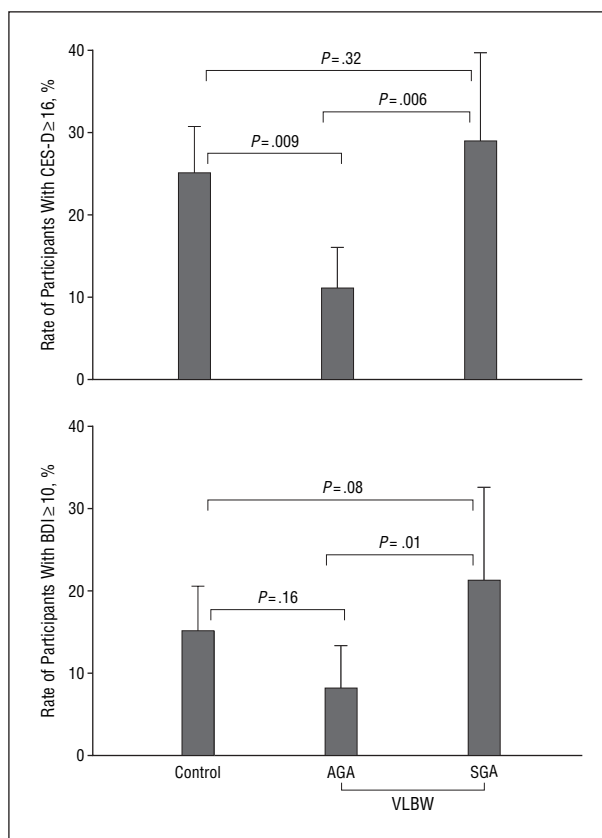 Rate of Participants With CES-D ≥ 16, %
40
30
20
10
0
P = .32
P = .006
P = .009
Rate of Participants With BDI ≥ 10, %
40
30
20
10
0
P = .08
P = .01
P = .16
Control
AGA
SGA
VLBW